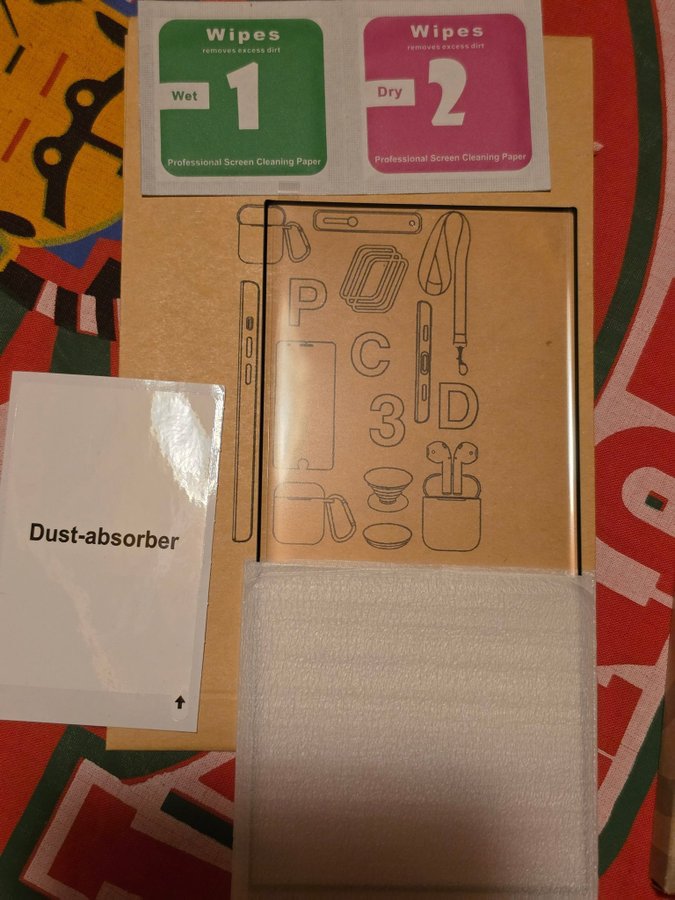 Wipes
removes excess dirt
Wet
1
Professional Screen Cleaning Paper
Wipes
removes excess dirt
Dry
2
Professional Screen Cleaning Paper
P
C
3
D
Dust-absorber